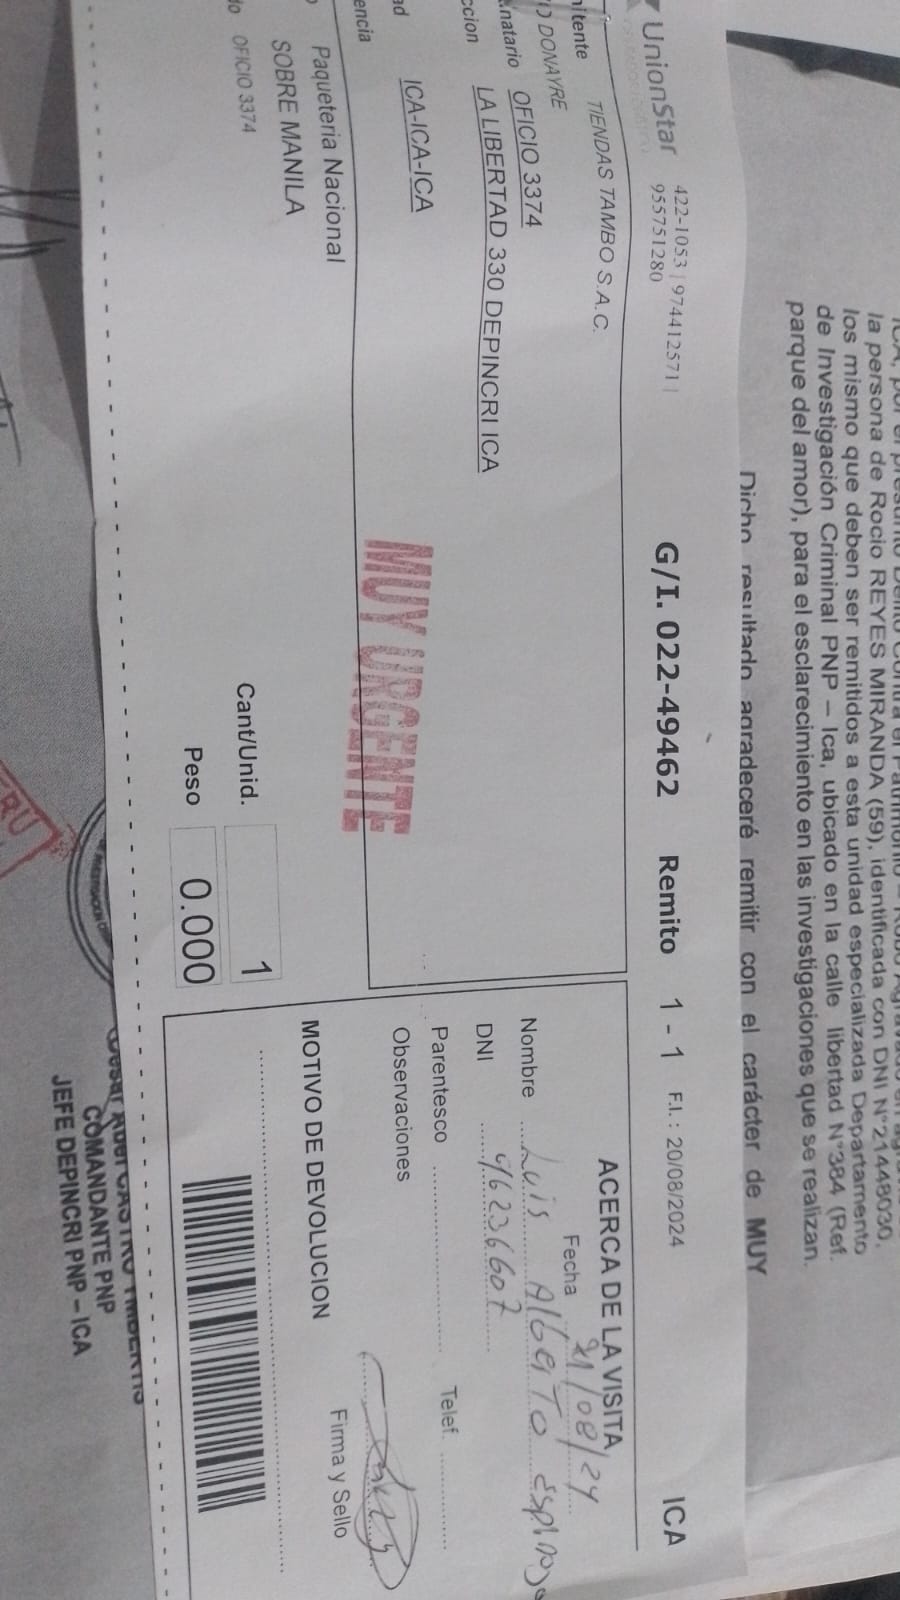 la persona de Rocio REYES MIRANDA (59), identificada con DNI N°21448030,
los mismo que deben ser remitidos a esta unidad especializada Departamento
de Investigación Criminal PNP – Ica, ubicado en la calle libertad N°384 (Ref.
parque del amor), para el esclarecimiento en las investigaciones que se realizan.
Dicho resultado agradeceré remitir con el carácter de MUY
UnionStar
422-1053 | 974412571 |
955751280
G/I. 022-49462 Remito 1 - 1 F.I.: 20/08/2024 ICA
TIENDAS TAMBO S.A.C.
DONAYRE
OFICIO 3374
LA LIBERTAD 330 DEPINCRI ICA
ICA-ICA-ICA
MUY URGENTE
Paqueteria Nacional
SOBRE MANILA
OFICIO 3374
Cant/Unid. 1
Peso 0.000
ACERCA DE LA VISITA
Fecha 21/08/24
Nombre Luis Alberto Espinoza
DNI 46236607
Parentesco Telef.
Observaciones
Firma y Sello
MOTIVO DE DEVOLUCION
COMANDANTE PNP
JEFE DEPINCRI PNP – ICA